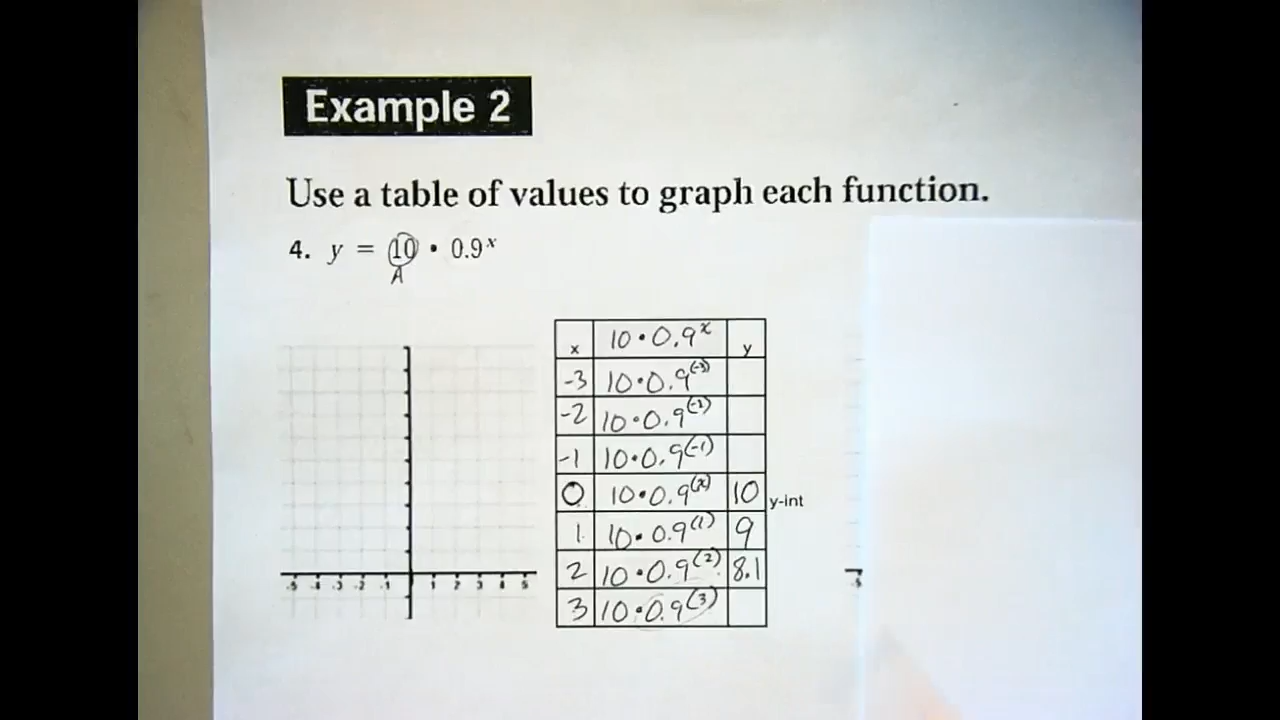 Example 2
Use a table of values to graph each function.
4. y = 10 • 0.9ˣ
A
x 10 • 0.9ˣ y
-3 10 • 0.9⁽⁻³⁾
-2 10 • 0.9⁽⁻²⁾
-1 10 • 0.9⁽⁻¹⁾
0 10 • 0.9⁽ˣ⁾ 10 y-int
1 10 • 0.9⁽¹⁾ 9
2 10 • 0.9⁽²⁾ 8.1
3 10 • 0.9⁽³⁾
-5 -4 -3 -2 -1 1 2 3 4 5